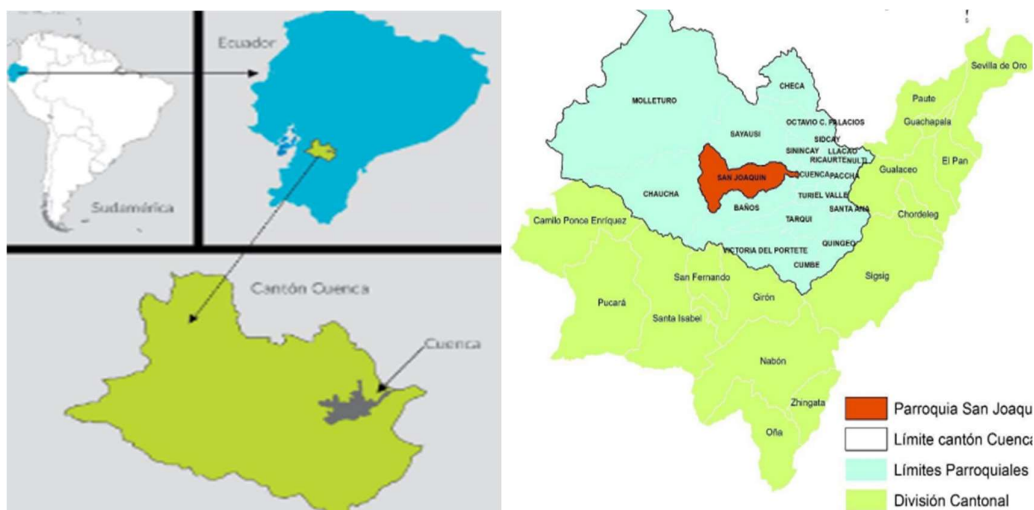 Ecuador
Sudamérica
Cantón Cuenca
Cuenca
Sevilla de Oro
CHECA
Paute
MOLLETURO
OCTAVIO C. PALACIOS
Guachapala
SAYAUSI
SIDCAY
SININCAY
LLACAO
RICAURTE
NULTI
El Pan
Gualaceo
SAN JOAQUIN
CUENCA
PACCHA
CHAUCHA
TURI
EL VALLE
BAÑOS
SANTA ANA
Chordeleg
Camilo Ponce Enríquez
TARQUI
VICTORIA DEL PORTETE
QUINGEO
CUMBE
San Fernando
Sigsig
Pucará
Girón
Santa Isabel
Nabón
Zhingata
Oña
Parroquia San Joaqu
Límite cantón Cuenca
Límites Parroquiales
División Cantonal